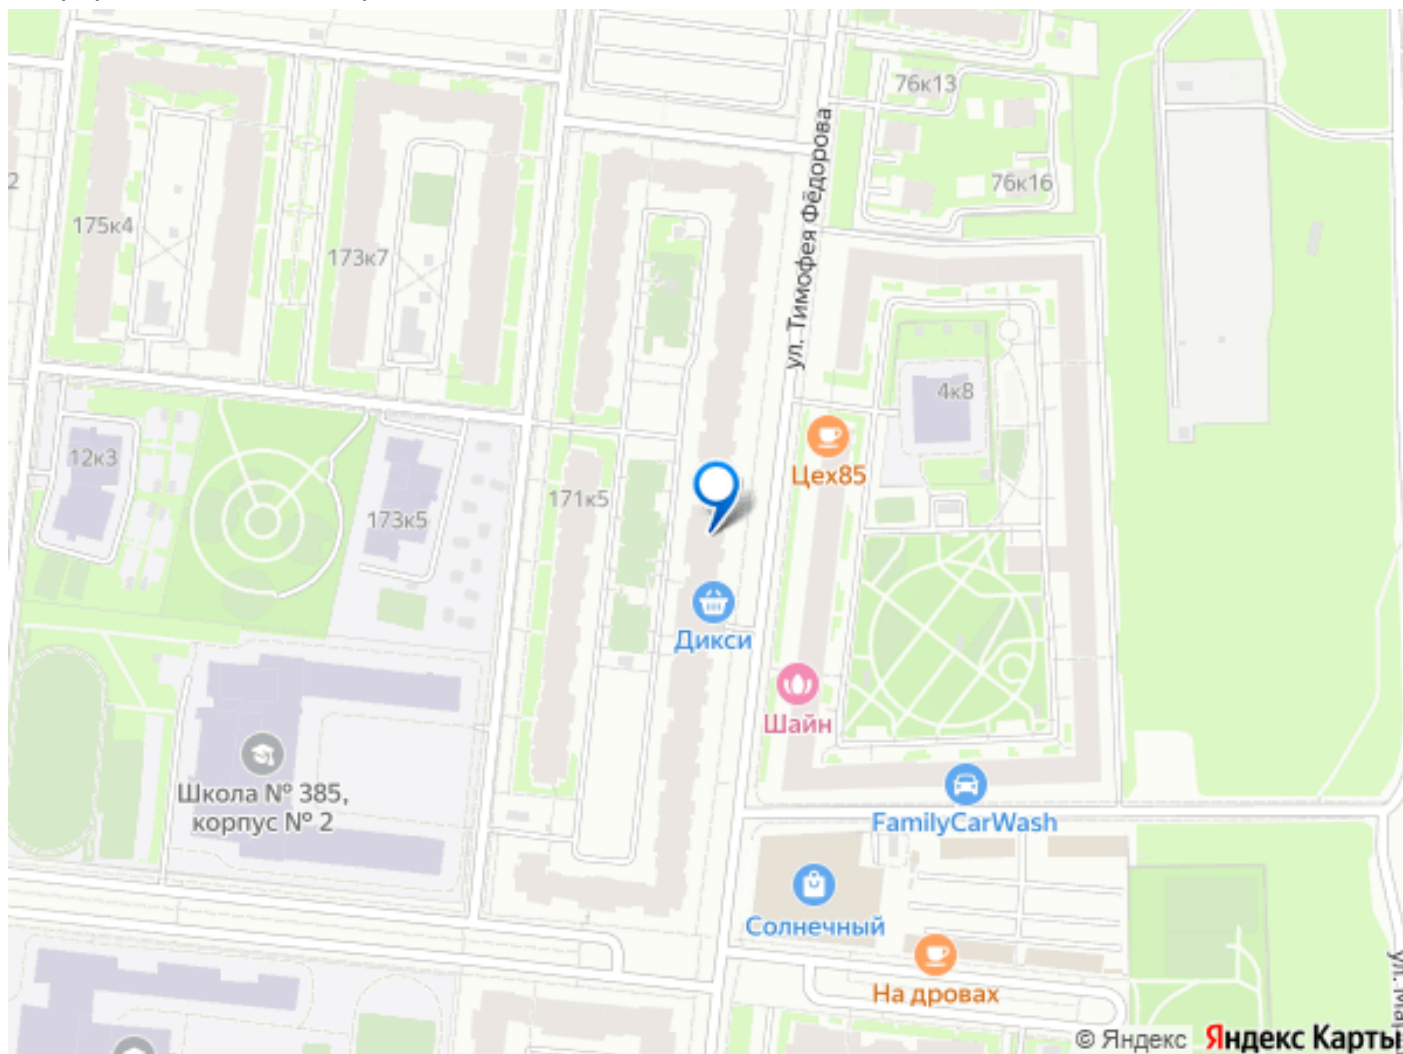 76к13
ул. Тимофея Фёдорова
2
76к16
175к4
173к7
4к8
12к3
Цех85
171к5
173к5
Дикси
Шайн
Школа № 385,
корпус № 2
FamilyCarWash
Солнечный
На дровах
© Яндекс Яндекс Карты